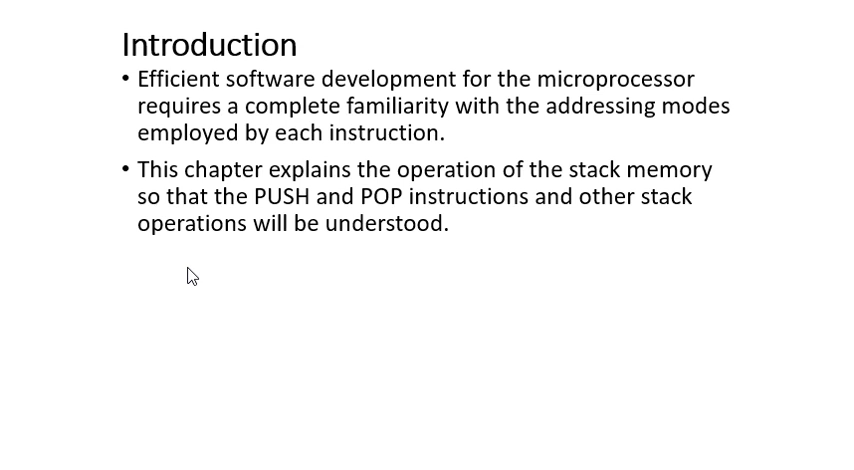 Introduction
• Efficient software development for the microprocessor
requires a complete familiarity with the addressing modes
employed by each instruction.
• This chapter explains the operation of the stack memory
so that the PUSH and POP instructions and other stack
operations will be understood.